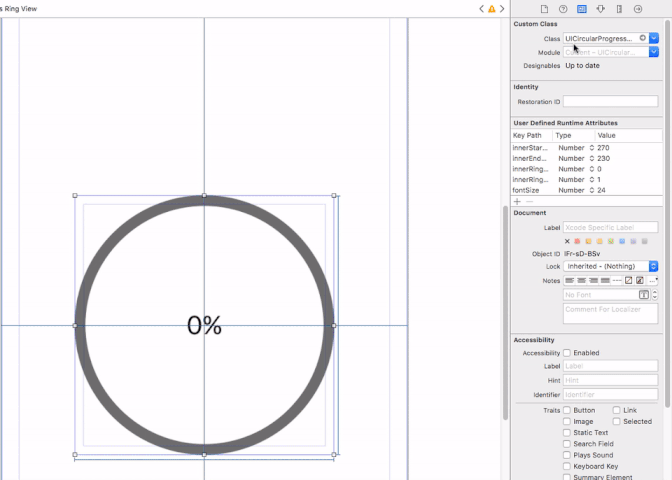 s Ring View
Custom Class
Class UICircularProgress...
Module Current – UICircular...
Designables Up to date
Identity
Restoration ID
User Defined Runtime Attributes
Key Path Type Value
innerStar... Number 270
innerEnd... Number 230
innerRing... Number 0
innerRing... Number 1
fontSize Number 24
+ −
Document
Label Xcode Specific Label
Object ID IFr-sD-BSv
Lock Inherited - (Nothing)
Notes
No Font
Comment For Localizer
Accessibility
Accessibility Enabled
Label Label
Hint Hint
Identifier Identifier
Traits Button Link
Image Selected
Static Text
Search Field
Plays Sound
Keyboard Key
Summary Element
0%